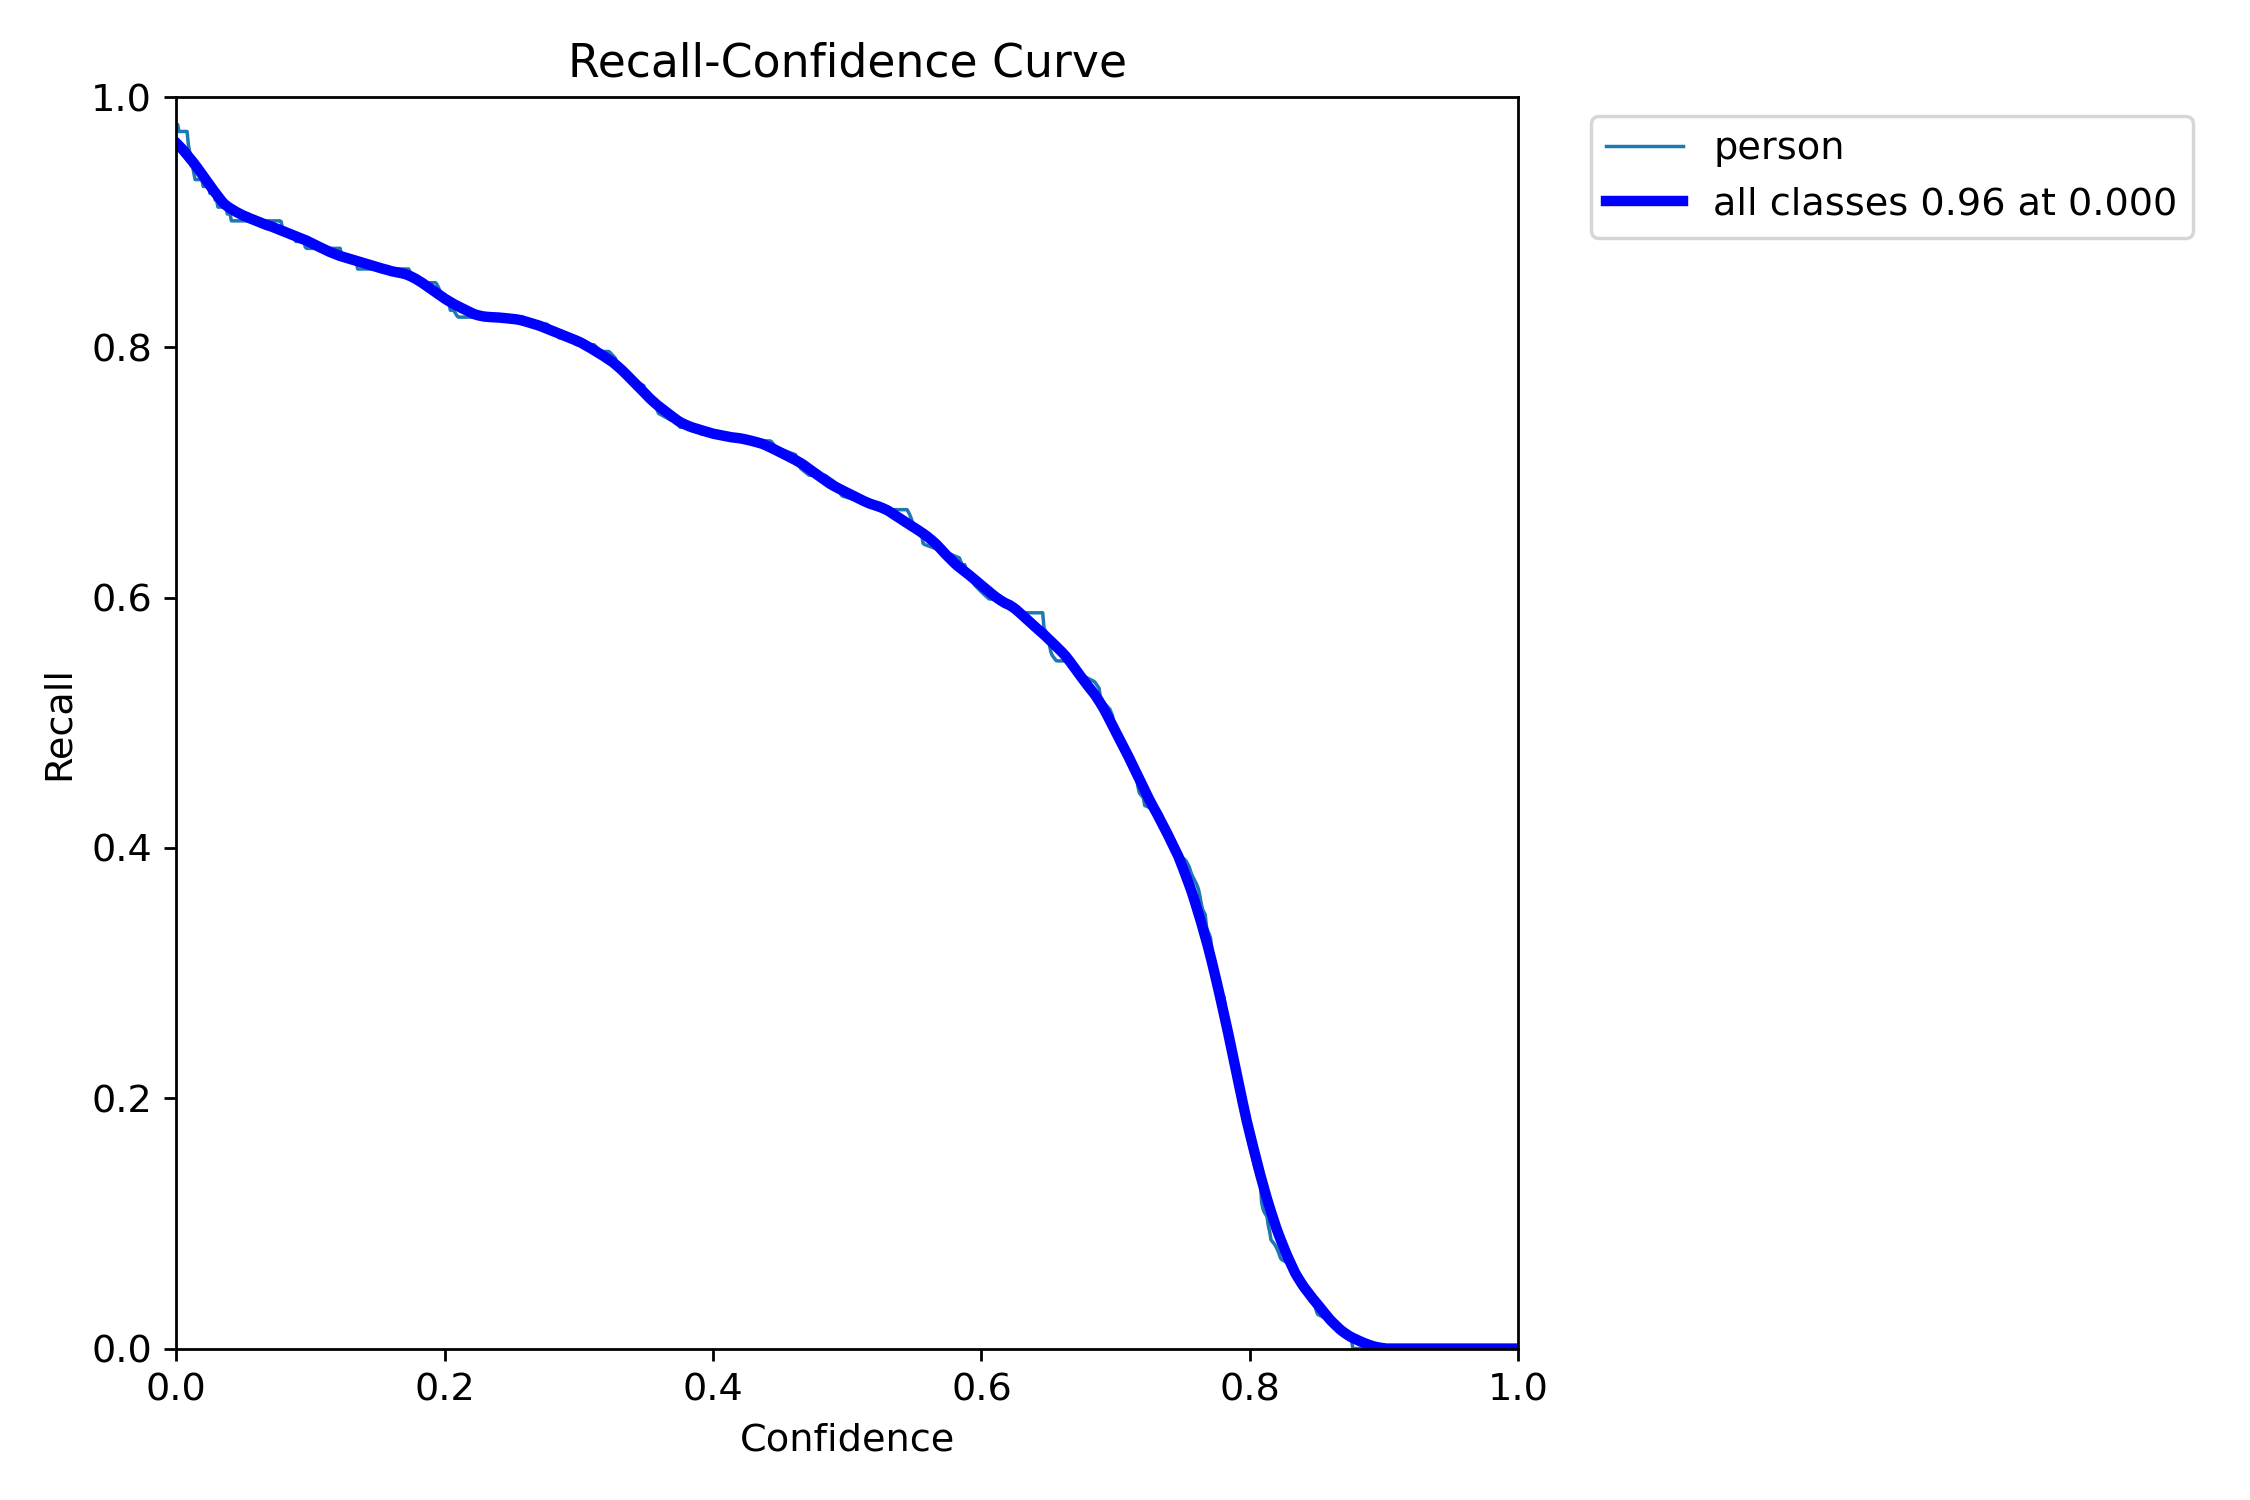 Recall-Confidence Curve
1.0
0.8
0.6
0.4
0.2
0.0
Recall
0.0 0.2 0.4 0.6 0.8 1.0
Confidence
person
all classes 0.96 at 0.000